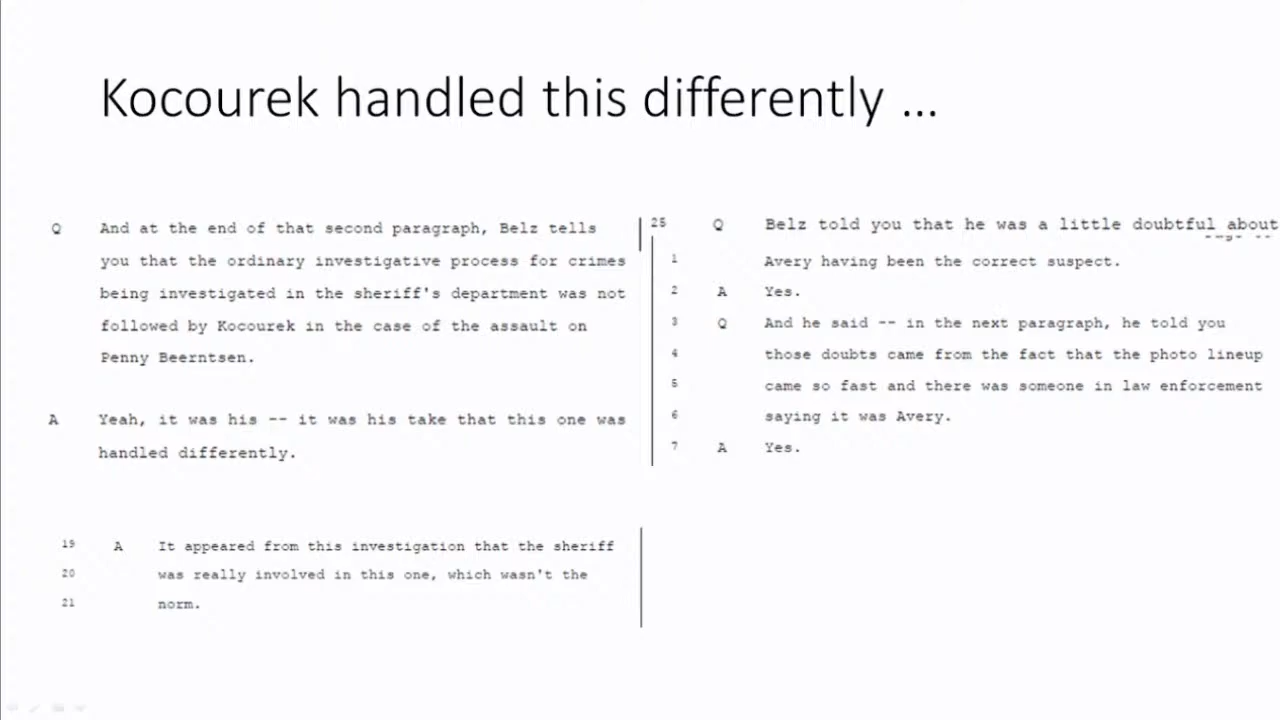 Kocourek handled this differently ...
Q And at the end of that second paragraph, Belz tells
you that the ordinary investigative process for crimes
being investigated in the sheriff's department was not
followed by Kocourek in the case of the assault on
Penny Beerntsen.
A Yeah, it was his -- it was his take that this one was
handled differently.
19 A It appeared from this investigation that the sheriff
20 was really involved in this one, which wasn't the
21 norm.
25 Q Belz told you that he was a little doubtful about
1 Avery having been the correct suspect.
2 A Yes.
3 Q And he said -- in the next paragraph, he told you
4 those doubts came from the fact that the photo lineup
5 came so fast and there was someone in law enforcement
6 saying it was Avery.
7 A Yes.